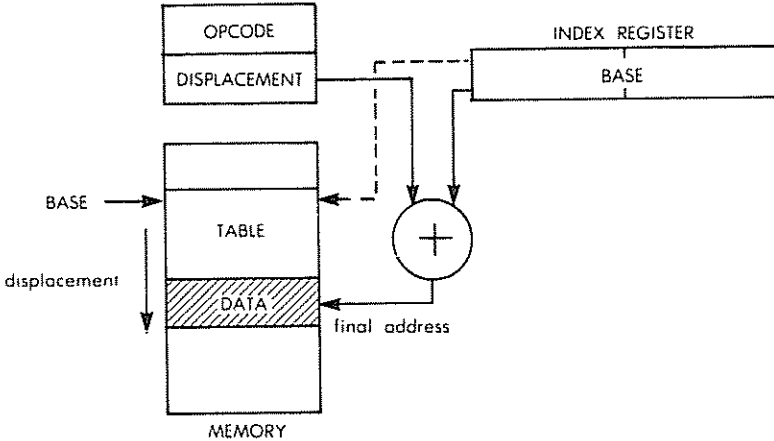 OPCODE
INDEX REGISTER
DISPLACEMENT
BASE
BASE
TABLE
displacement
DATA
final address
MEMORY